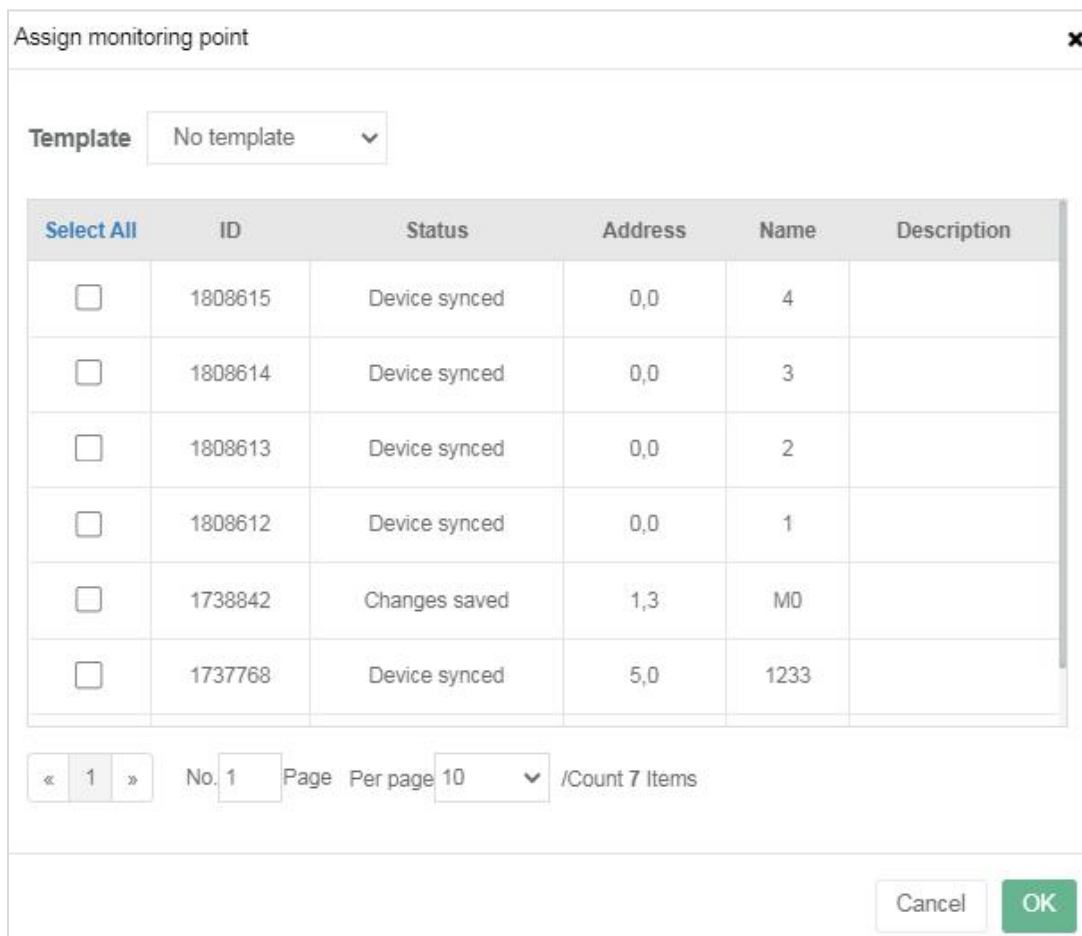 Assign monitoring point ✖
Template No template
Select All ID Status Address Name Description
1808615 Device synced 0,0 4
1808614 Device synced 0,0 3
1808613 Device synced 0,0 2
1808612 Device synced 0,0 1
1738842 Changes saved 1,3 M0
1737768 Device synced 5,0 1233
« 1 » No. 1 Page Per page 10 /Count 7 Items
Cancel OK